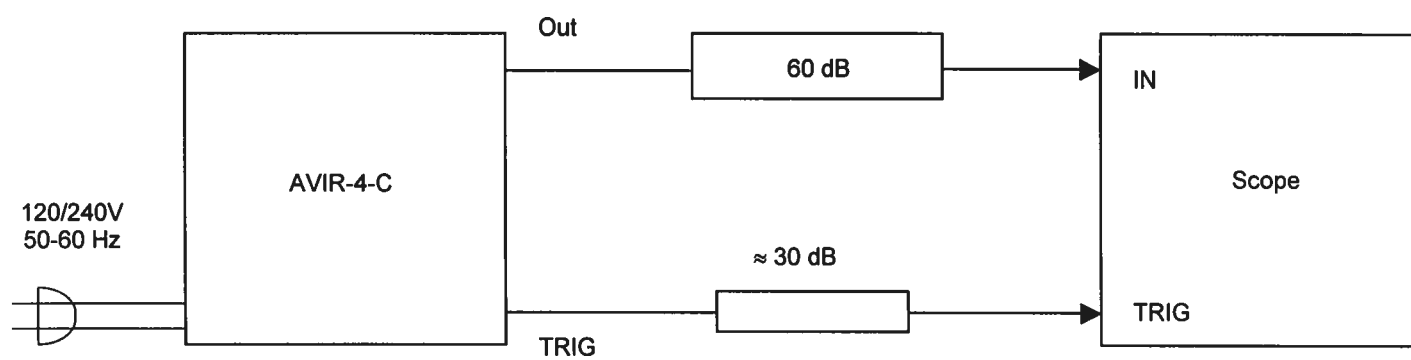 Out
60 dB
IN
AVIR-4-C
Scope
120/240V
50-60 Hz
≈ 30 dB
TRIG
TRIG